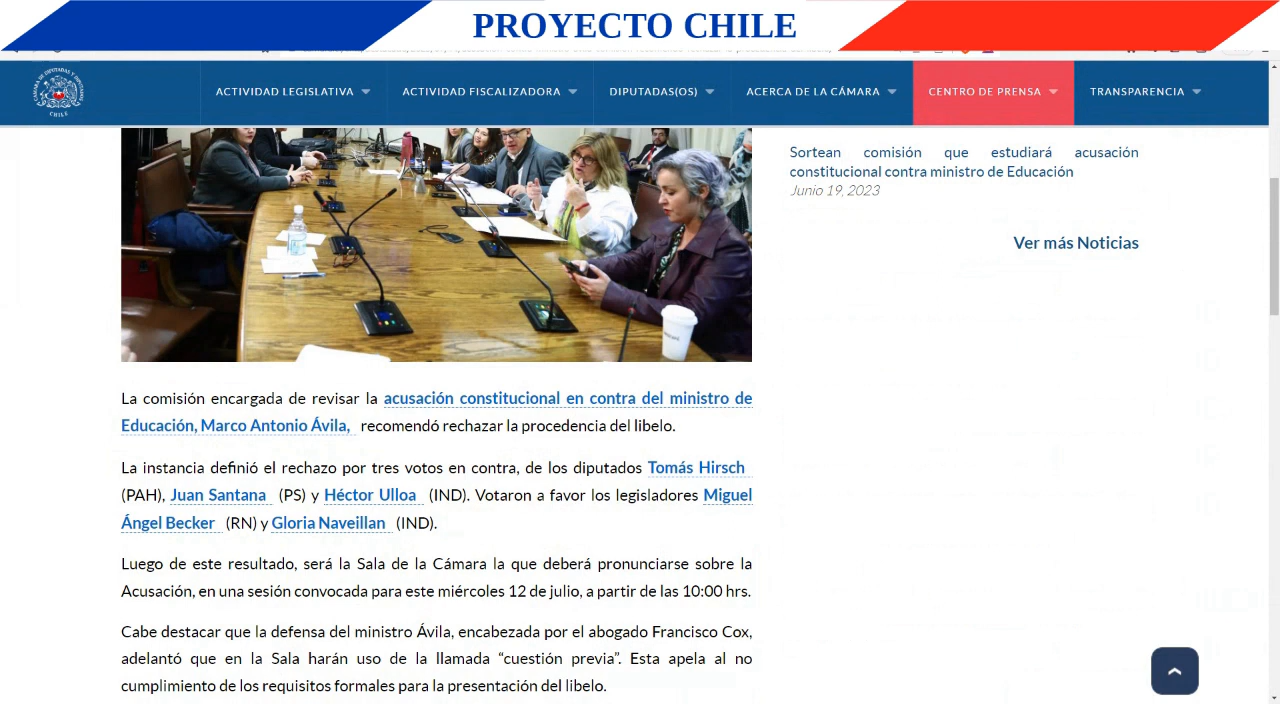 PROYECTO CHILE
CÁMARA DE DIPUTADAS Y DIPUTADOS
CHILE
ACTIVIDAD LEGISLATIVA
ACTIVIDAD FISCALIZADORA
DIPUTADAS(OS)
ACERCA DE LA CÁMARA
CENTRO DE PRENSA
TRANSPARENCIA
Sortean comisión que estudiará acusación
constitucional contra ministro de Educación
Junio 19, 2023
Ver más Noticias
La comisión encargada de revisar la acusación constitucional en contra del ministro de
Educación, Marco Antonio Ávila, recomendó rechazar la procedencia del libelo.
La instancia definió el rechazo por tres votos en contra, de los diputados Tomás Hirsch
(PAH), Juan Santana (PS) y Héctor Ulloa (IND). Votaron a favor los legisladores Miguel
Ángel Becker (RN) y Gloria Naveillan (IND).
Luego de este resultado, será la Sala de la Cámara la que deberá pronunciarse sobre la
Acusación, en una sesión convocada para este miércoles 12 de julio, a partir de las 10:00 hrs.
Cabe destacar que la defensa del ministro Ávila, encabezada por el abogado Francisco Cox,
adelantó que en la Sala harán uso de la llamada “cuestión previa”. Esta apela al no
cumplimiento de los requisitos formales para la presentación del libelo.